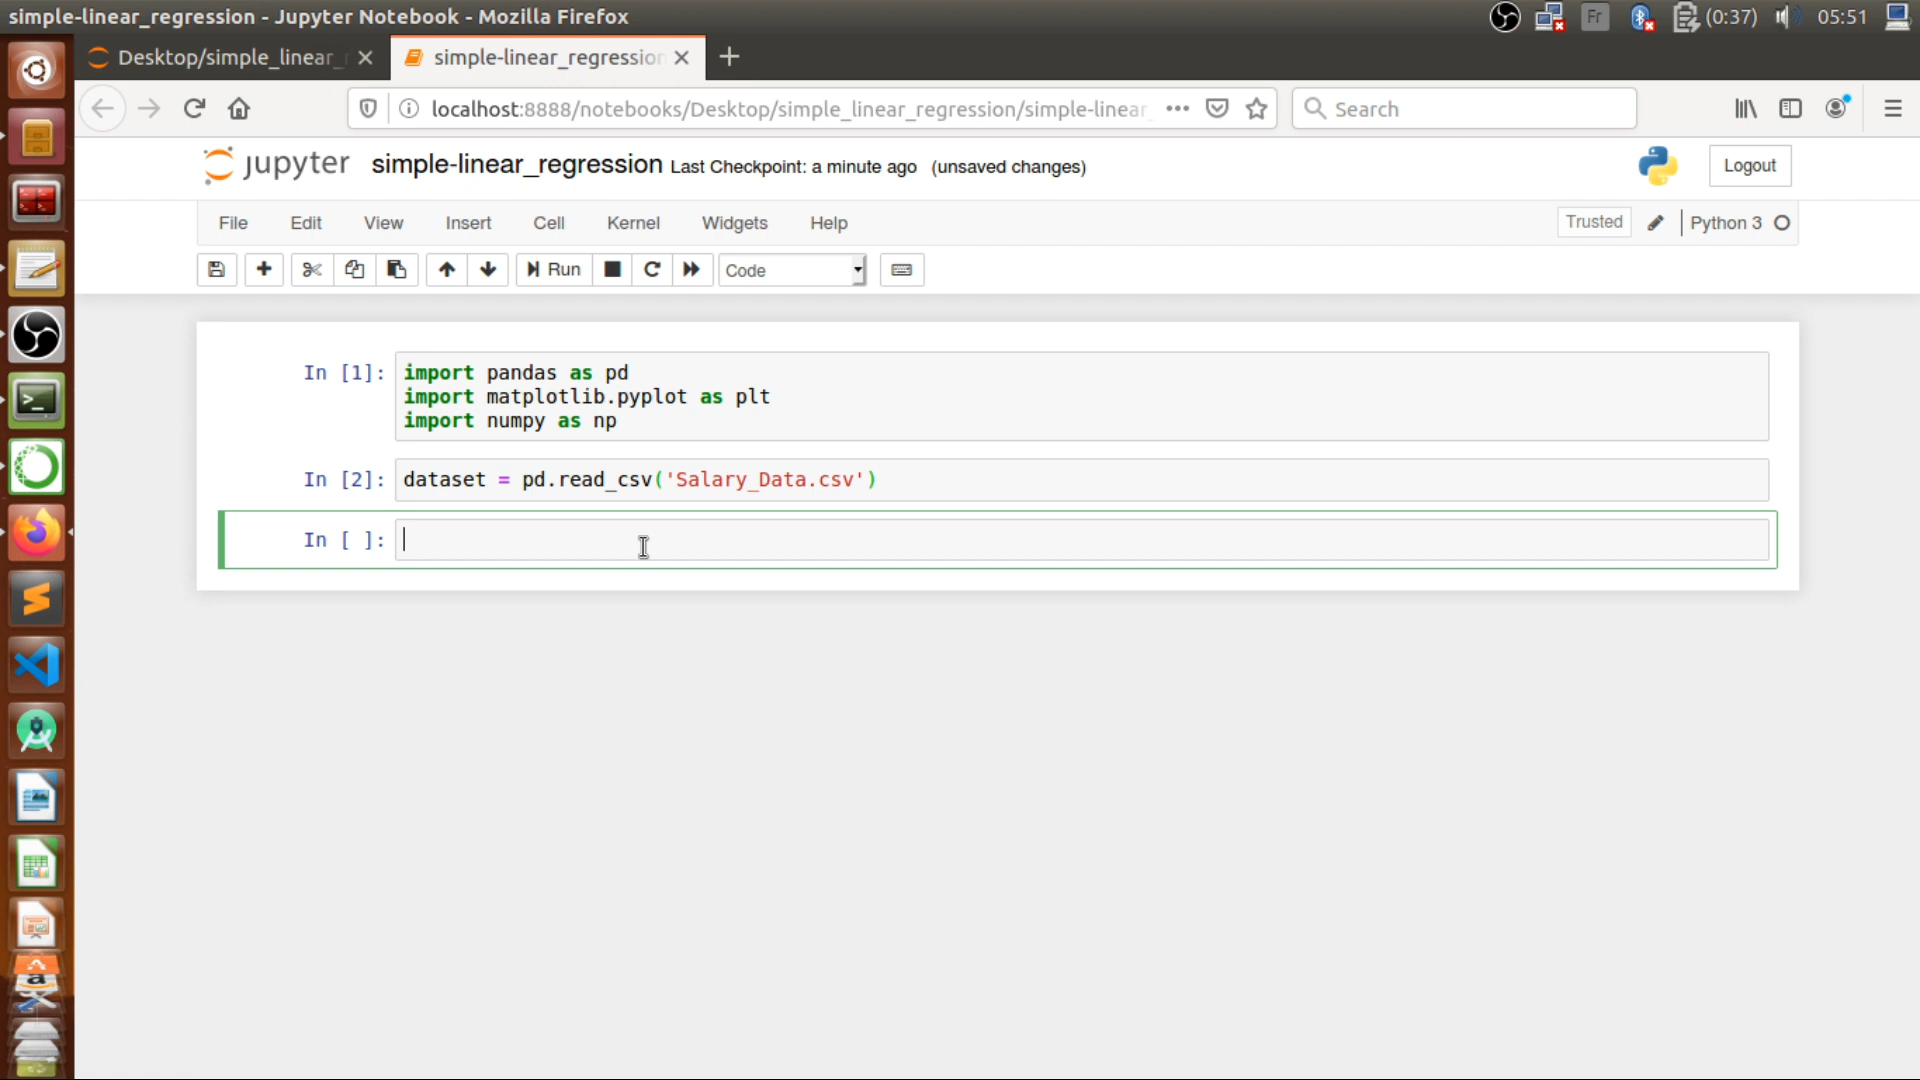 simple-linear_regression - Jupyter Notebook - Mozilla Firefox
Fr (0:37) 05:51
Desktop/simple_linear_
simple-linear_regression
localhost:8888/notebooks/Desktop/simple_linear_regression/simple-linear
Search
jupyter simple-linear_regression Last Checkpoint: a minute ago (unsaved changes)
Logout
File Edit View Insert Cell Kernel Widgets Help
Trusted Python 3
Run Code
In [1]: import pandas as pd
import matplotlib.pyplot as plt
import numpy as np
In [2]: dataset = pd.read_csv('Salary_Data.csv')
In [ ]: